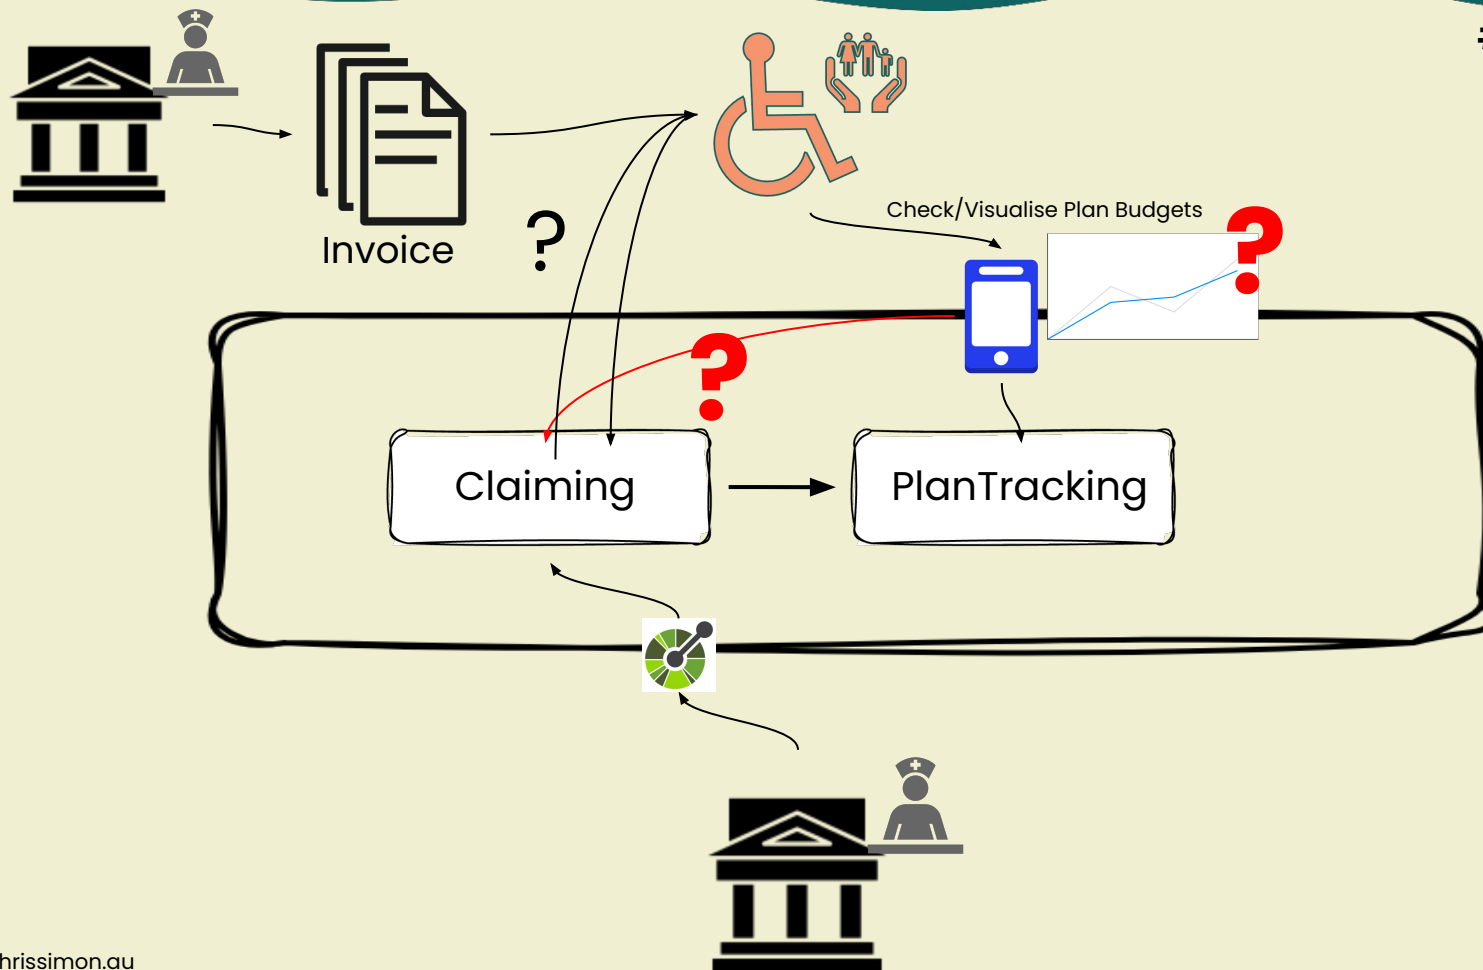 Check/Visualise Plan Budgets
?
Invoice
?
?
Claiming
PlanTracking
hrissimon.au